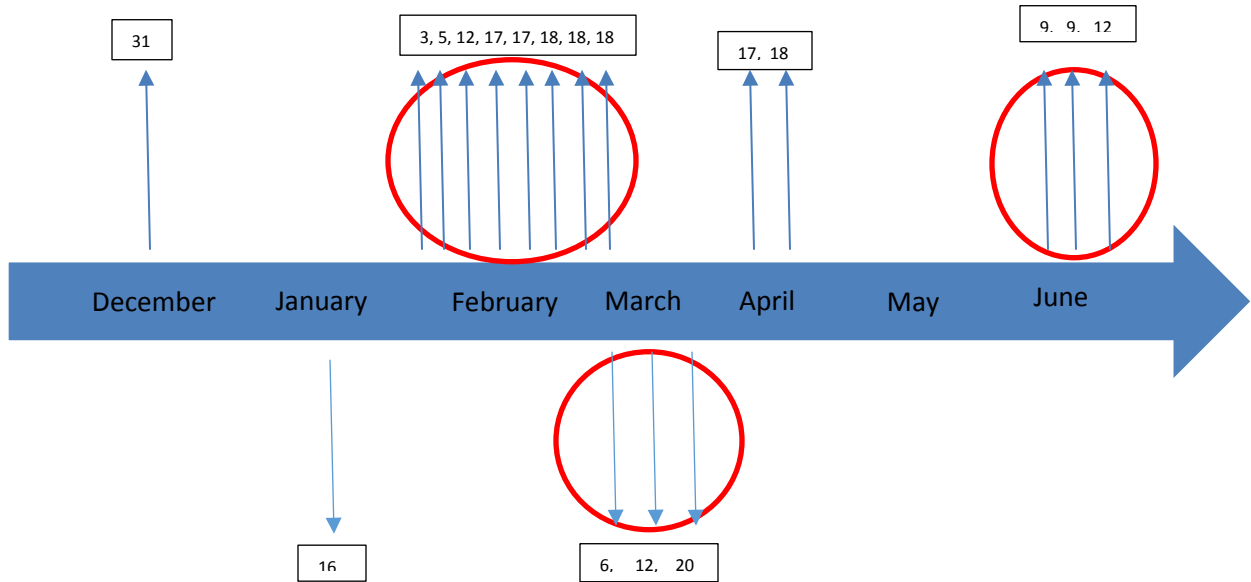 31
3, 5, 12, 17, 17, 18, 18, 18
17, 18
9, 9, 12
December January February March April May June
16
6, 12, 20